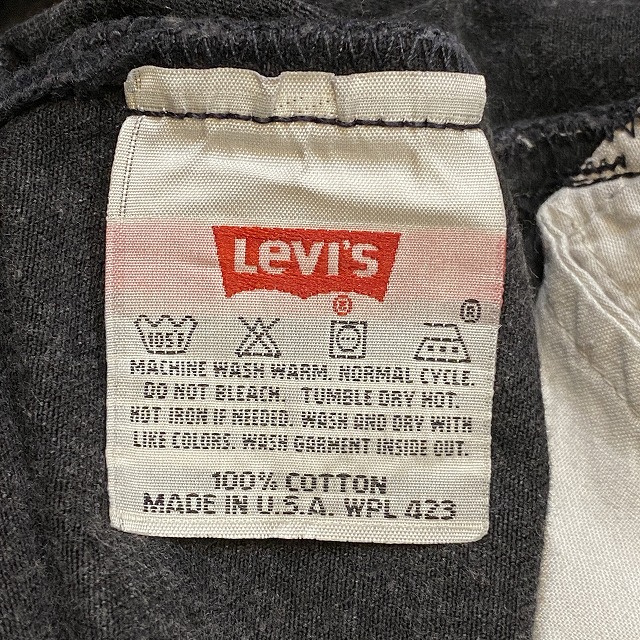 Levi's
®
®
105F
MACHINE WASH WARM. NORMAL CYCLE.
DO NOT BLEACH. TUMBLE DRY HOT.
HOT IRON IF NEEDED. WASH AND DRY WITH
LIKE COLORS. WASH GARMENT INSIDE OUT.
100% COTTON
MADE IN U.S.A. WPL 423